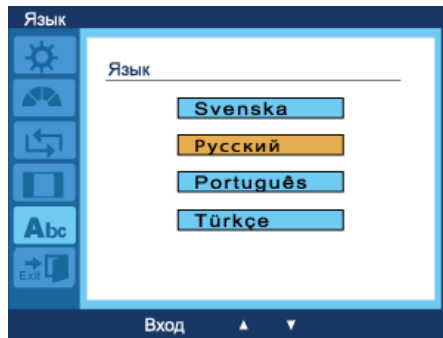 Язык
Язык
Svenska
Русский
Português
Türkçe
Abc
Exit
Вход ▲ ▼